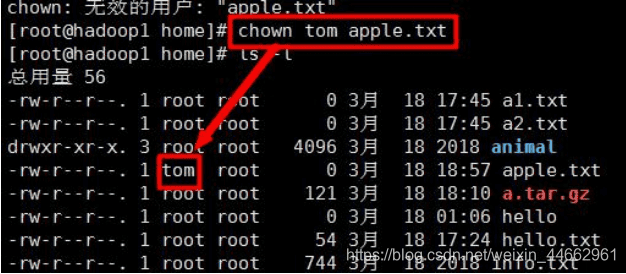 chown: 无效的用户: "apple.txt"
[root@hadoop1 home]# chown tom apple.txt
[root@hadoop1 home]# ls -l
总用量 56
-rw-r--r--. 1 root root 0 3月 18 17:45 a1.txt
-rw-r--r--. 1 root root 0 3月 18 17:45 a2.txt
drwxr-xr-x. 3 root root 4096 3月 18 2018 animal
-rw-r--r--. 1 tom root 0 3月 18 18:57 apple.txt
-rw-r--r--. 1 root root 121 3月 18 18:10 a.tar.gz
-rw-r--r--. 1 root root 0 3月 18 01:06 hello
-rw-r--r--. 1 root root 54 3月 18 17:24 hello.txt
-rw-r--r--. 1 root root 744 3月 18 2018 info.txt
https://blog.csdn.net/weixin_44662961